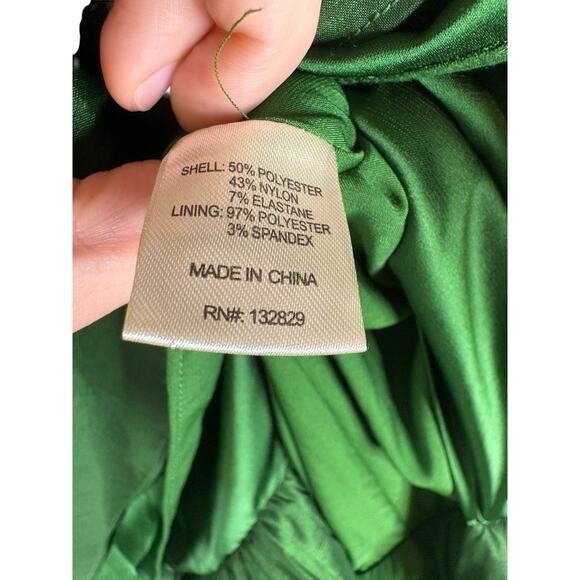 SHELL: 50% POLYESTER
43% NYLON
7% ELASTANE
LINING: 97% POLYESTER
3% SPANDEX
MADE IN CHINA
RN#: 132829